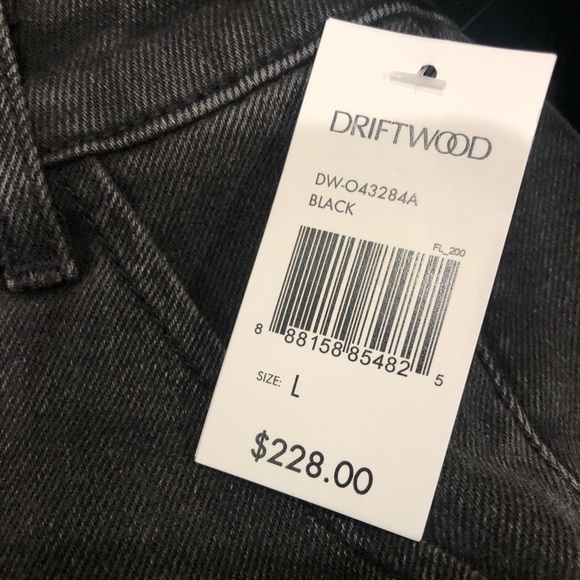 DRIFTWOOD
DW-O43284A
BLACK
FL_200
8 88158 85482 5
SIZE: L
$228.00